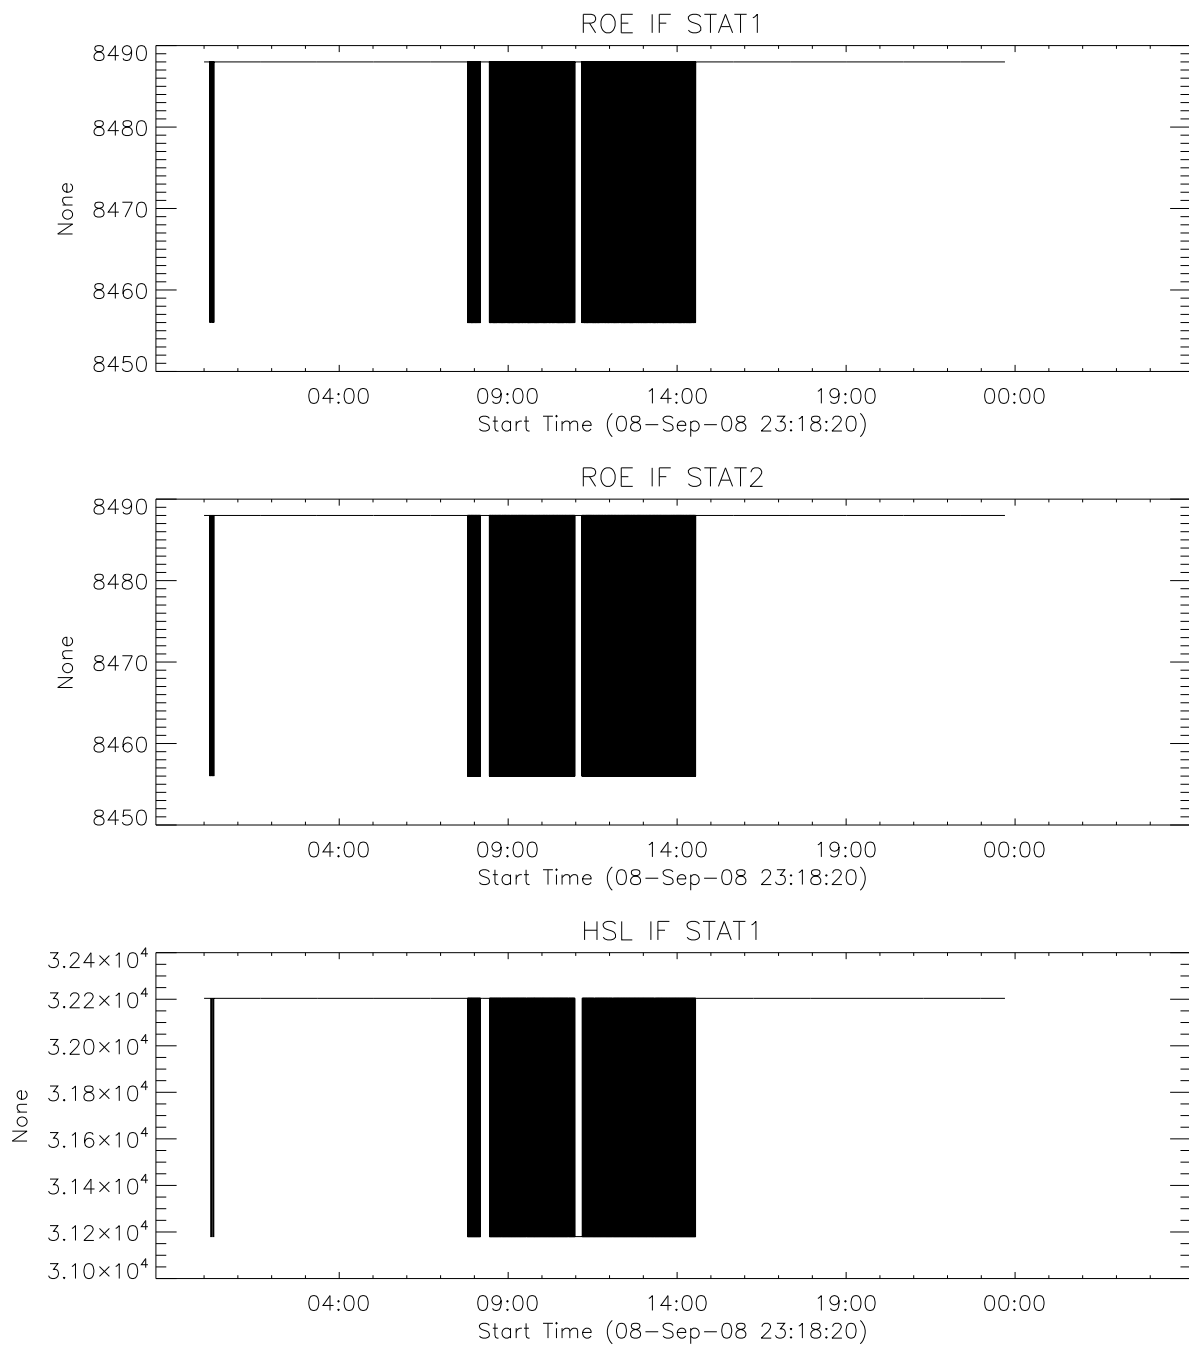 ROE IF STAT1
8490
8480
8470
8460
8450
None
04:00 09:00 14:00 19:00 00:00
Start Time (08-Sep-08 23:18:20)
ROE IF STAT2
8490
8480
8470
8460
8450
None
04:00 09:00 14:00 19:00 00:00
Start Time (08-Sep-08 23:18:20)
HSL IF STAT1
3.24×10⁴
3.22×10⁴
3.20×10⁴
3.18×10⁴
3.16×10⁴
3.14×10⁴
3.12×10⁴
3.10×10⁴
None
04:00 09:00 14:00 19:00 00:00
Start Time (08-Sep-08 23:18:20)